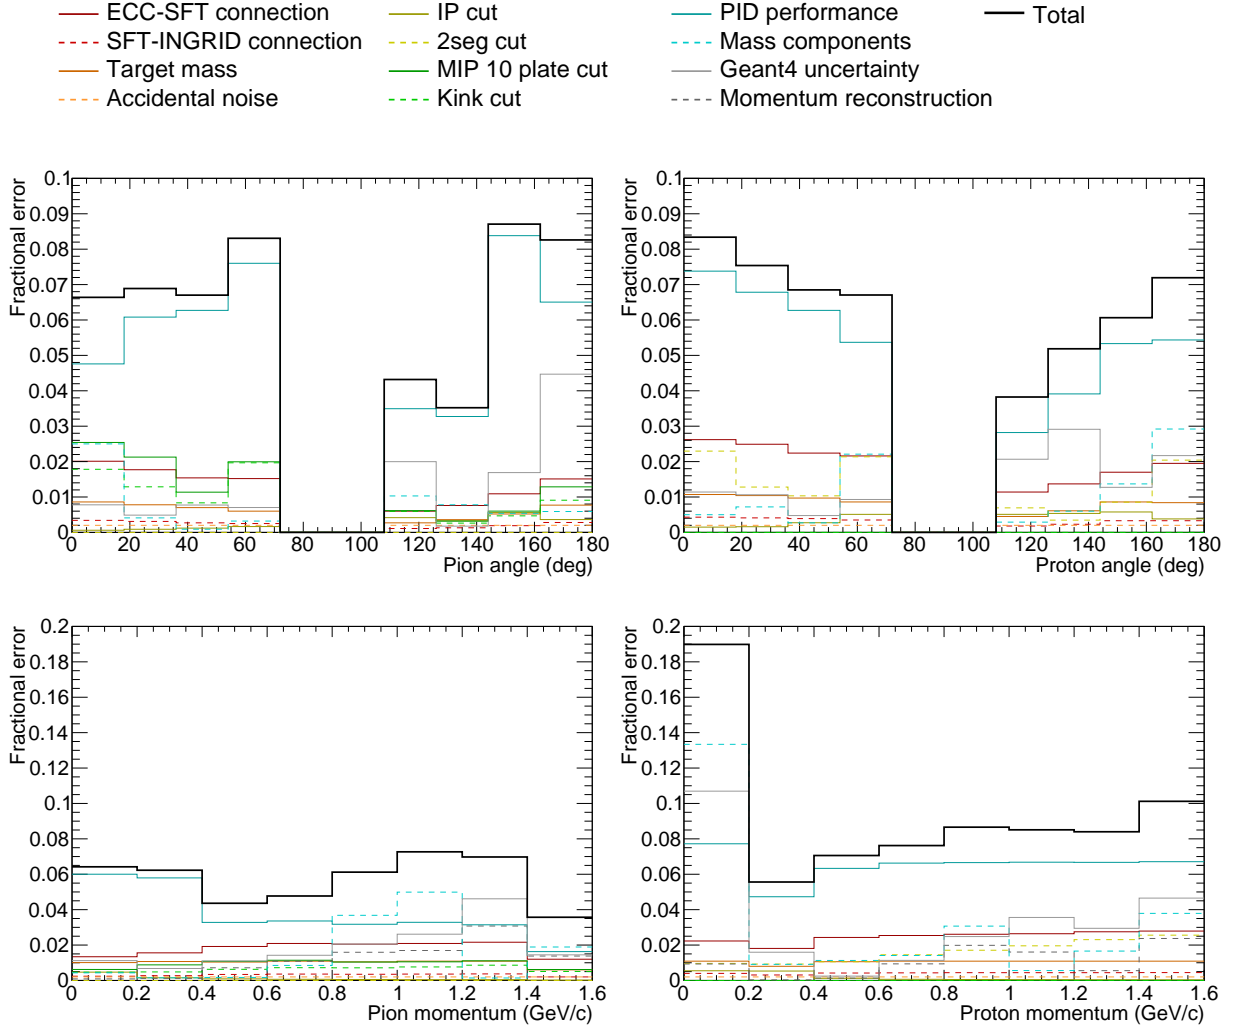 ECC-SFT connection
SFT-INGRID connection
Target mass
Accidental noise
IP cut
2seg cut
MIP 10 plate cut
Kink cut
PID performance
Mass components
Geant4 uncertainty
Momentum reconstruction
Total
Fractional error
0.1
0.09
0.08
0.07
0.06
0.05
0.04
0.03
0.02
0.01
0
0 20 40 60 80 100 120 140 160 180
Pion angle (deg)
Fractional error
0.1
0.09
0.08
0.07
0.06
0.05
0.04
0.03
0.02
0.01
0
0 20 40 60 80 100 120 140 160 180
Proton angle (deg)
Fractional error
0.2
0.18
0.16
0.14
0.12
0.1
0.08
0.06
0.04
0.02
0
0 0.2 0.4 0.6 0.8 1 1.2 1.4 1.6
Pion momentum (GeV/c)
Fractional error
0.2
0.18
0.16
0.14
0.12
0.1
0.08
0.06
0.04
0.02
0
0 0.2 0.4 0.6 0.8 1 1.2 1.4 1.6
Proton momentum (GeV/c)